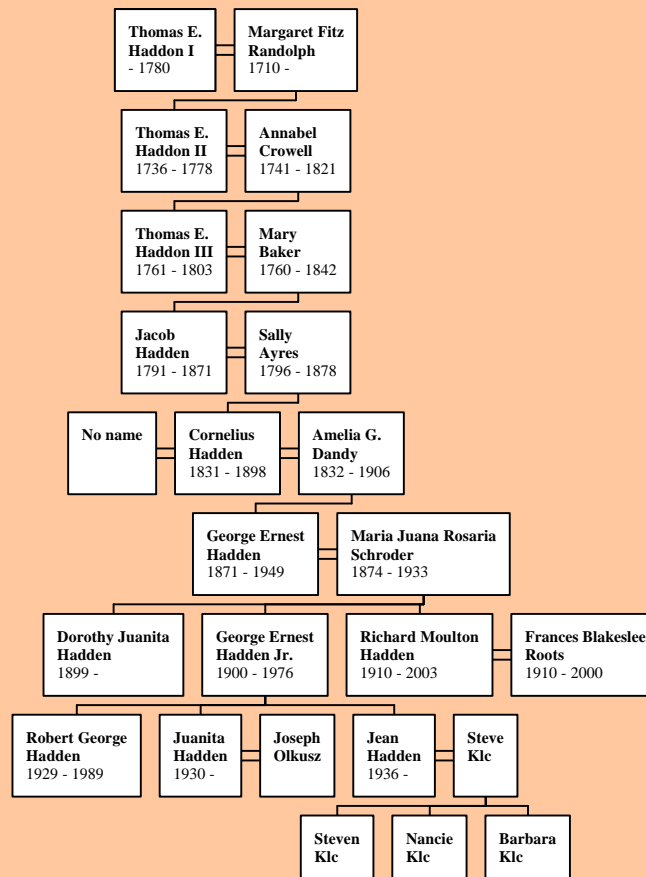 Thomas E.
Haddon I
- 1780
Margaret Fitz
Randolph
1710 -
Thomas E.
Haddon II
1736 - 1778
Annabel
Crowell
1741 - 1821
Thomas E.
Haddon III
1761 - 1803
Mary
Baker
1760 - 1842
Jacob
Hadden
1791 - 1871
Sally
Ayres
1796 - 1878
No name
Cornelius
Hadden
1831 - 1898
Amelia G.
Dandy
1832 - 1906
George Ernest
Hadden
1871 - 1949
Maria Juana Rosaria
Schroder
1874 - 1933
Dorothy Juanita
Hadden
1899 -
George Ernest
Hadden Jr.
1900 - 1976
Richard Moulton
Hadden
1910 - 2003
Frances Blakeslee
Roots
1910 - 2000
Robert George
Hadden
1929 - 1989
Juanita
Hadden
1930 -
Joseph
Olkusz
Jean
Hadden
1936 -
Steve
Klc
Steven
Klc
Nancie
Klc
Barbara
Klc